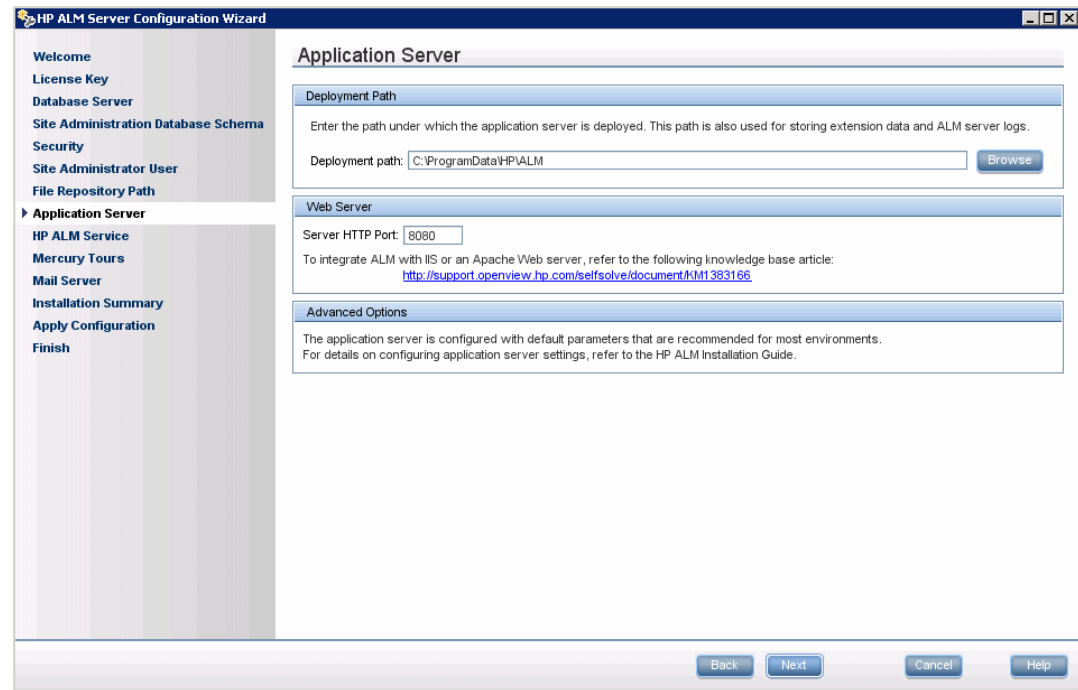 HP ALM Server Configuration Wizard
Welcome
License Key
Database Server
Site Administration Database Schema
Security
Site Administrator User
File Repository Path
Application Server
HP ALM Service
Mercury Tours
Mail Server
Installation Summary
Apply Configuration
Finish
Application Server
Deployment Path
Enter the path under which the application server is deployed. This path is also used for storing extension data and ALM server logs.
Deployment path: C:\ProgramData\HP\ALM Browse
Web Server
Server HTTP Port: 8080
To integrate ALM with IIS or an Apache Web server, refer to the following knowledge base article:
http://support.openview.hp.com/selfsolve/document/KM1383166
Advanced Options
The application server is configured with default parameters that are recommended for most environments.
For details on configuring application server settings, refer to the HP ALM Installation Guide.
Back Next Cancel Help